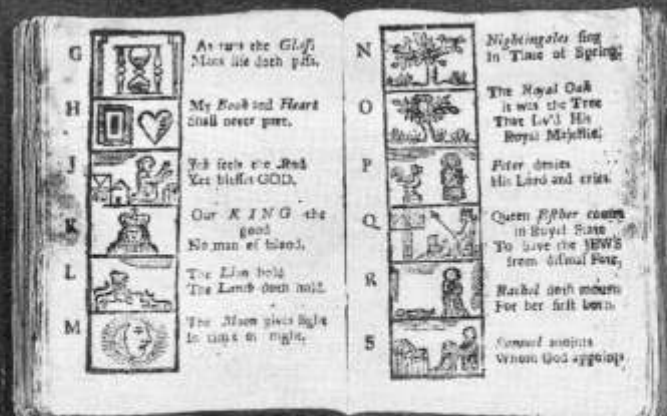 G
As runs the Glass
Mans life doth pass.
H
My Book and Heart
Shall never part.
J
Job feels the Rod
Yet blesses GOD.
K
Our KING the
good
No man of blood.
L
The Lion bold
The Lamb doth hold.
M
The Moon gives light
In time of night.
N
Nightingales sing
In Time of Spring.
O
The Royal Oak
it was the Tree
That sav'd His
Royal Majestie.
P
Peter denies
His Lord and cries.
Q
Queen Esther comes
in Royal State
To Save the JEWS
from dismal Fate,
R
Rachel doth mourn
For her first born.
S
Samuel anoints
Whom God appoints